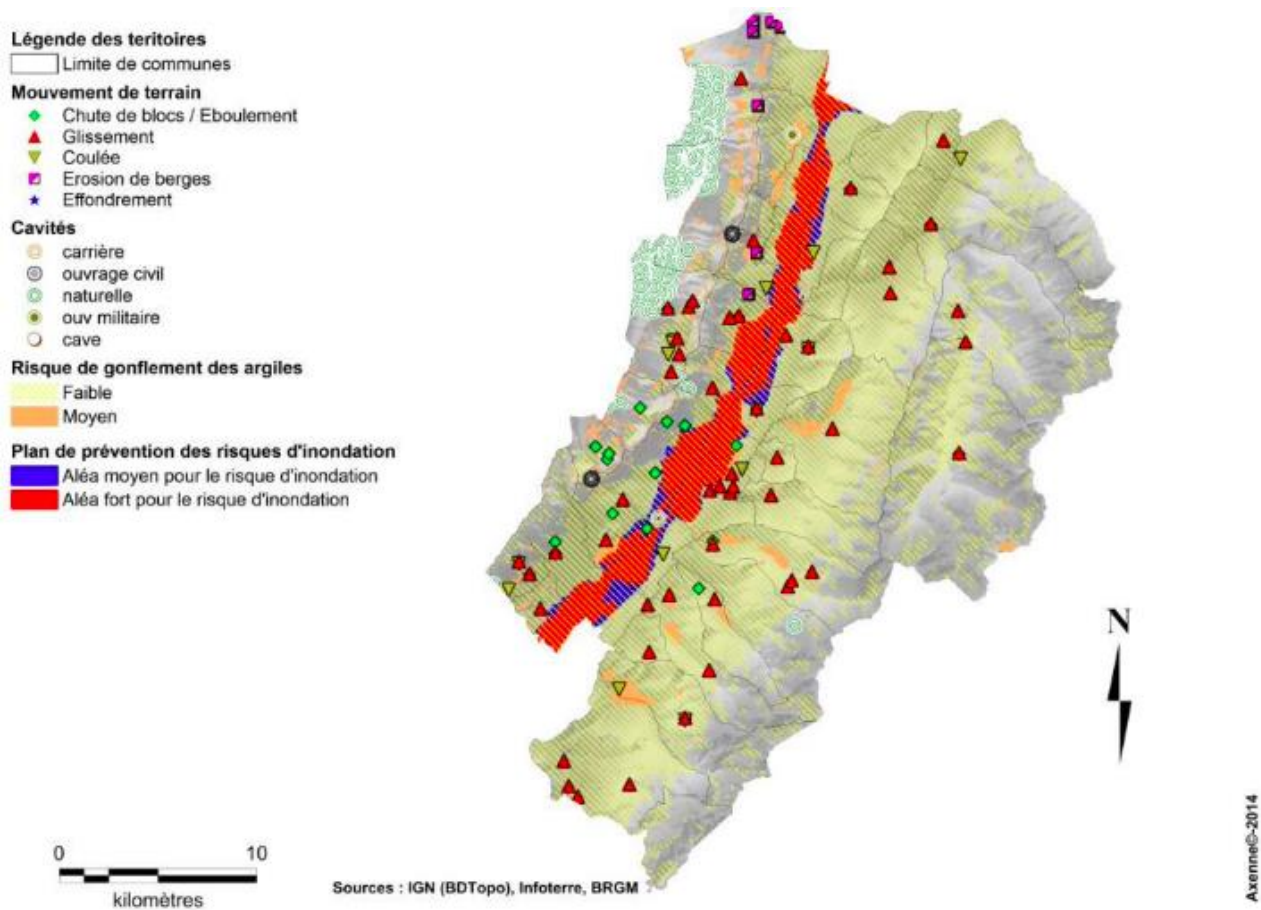 Légende des teritoires
Limite de communes
Mouvement de terrain
Chute de blocs / Eboulement
Glissement
Coulée
Erosion de berges
Effondrement
Cavités
carrière
ouvrage civil
naturelle
ouv militaire
cave
Risque de gonflement des argiles
Faible
Moyen
Plan de prévention des risques d'inondation
Aléa moyen pour le risque d'inondation
Aléa fort pour le risque d'inondation
N
0 10
kilomètres
Sources : IGN (BDTopo), Infoterre, BRGM
Axenne©-2014